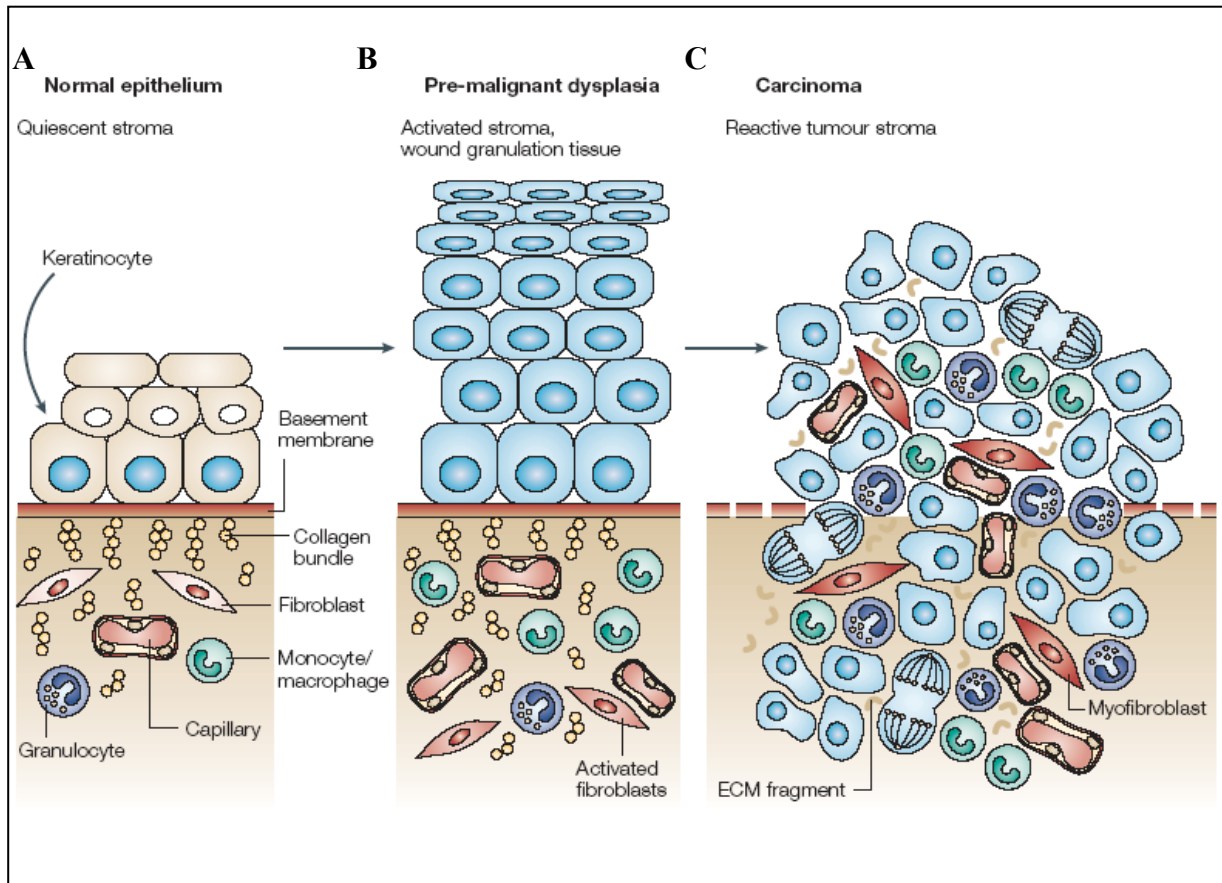 A
Normal epithelium
Quiescent stroma
Keratinocyte
Basement
membrane
Collagen
bundle
Fibroblast
Monocyte/
macrophage
Capillary
Granulocyte
B
Pre-malignant dysplasia
Activated stroma,
wound granulation tissue
Activated
fibroblasts
C
Carcinoma
Reactive tumour stroma
Myofibroblast
ECM fragment